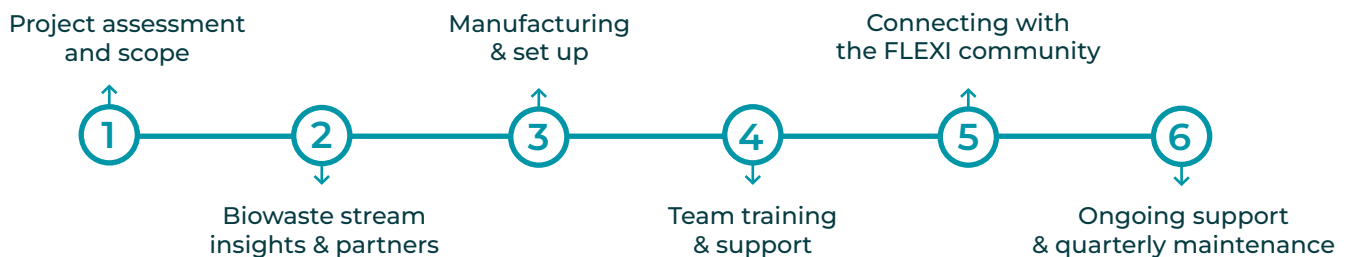 Project assessment
and scope
Manufacturing
& set up
Connecting with
the FLEXI community
1
2
3
4
5
6
Biowaste stream
insights & partners
Team training
& support
Ongoing support
& quarterly maintenance